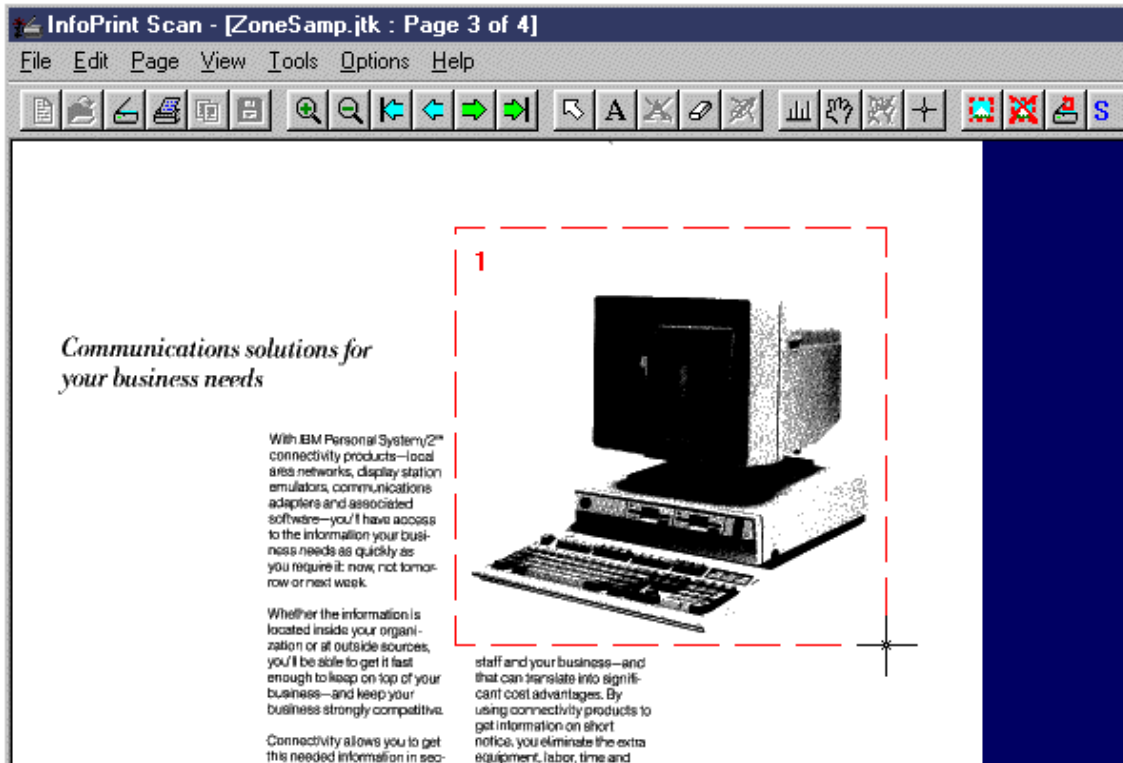 InfoPrint Scan - [ZoneSamp.jtk : Page 3 of 4]
File Edit Page View Tools Options Help
A S
1
Communications solutions for
your business needs
With IBM Personal System/2™
connectivity products—local
area networks, display station
emulators, communications
adapters and associated
software—you'll have access
to the information your busi-
ness needs as quickly as
you require it: now, not tomor-
row or next week.
Whether the information is
located inside your organi-
zation or at outside sources,
you'll be able to get it fast
enough to keep on top of your
business—and keep your
business strongly competitive.
Connectivity allows you to get
this needed information in sec-
staff and your business—and
that can translate into signifi-
cant cost advantages. By
using connectivity products to
get information on short
notice, you eliminate the extra
equipment, labor, time and